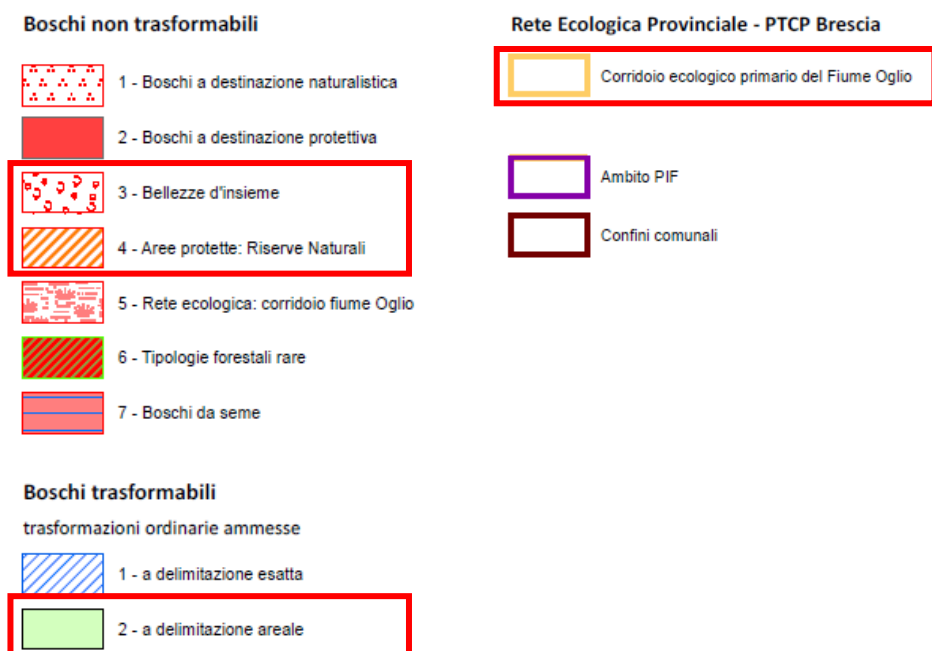 Boschi non trasformabili
1 - Boschi a destinazione naturalistica
2 - Boschi a destinazione protettiva
3 - Bellezze d'insieme
4 - Aree protette: Riserve Naturali
5 - Rete ecologica: corridoio fiume Oglio
6 - Tipologie forestali rare
7 - Boschi da seme
Boschi trasformabili
trasformazioni ordinarie ammesse
1 - a delimitazione esatta
2 - a delimitazione areale
Rete Ecologica Provinciale - PTCP Brescia
Corridoio ecologico primario del Fiume Oglio
Ambito PIF
Confini comunali